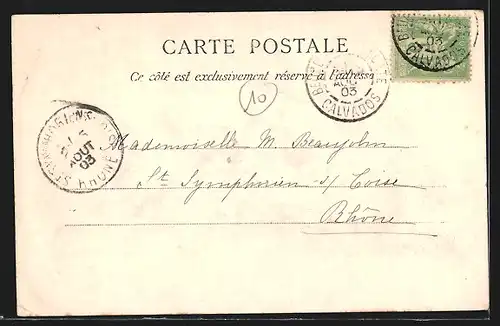 CARTE POSTALE
Ce côté est exclusivement réservé à l'adresse
10
AOUT
03
CALVADOS
03
CALVADOS
AOUT
03
RHONE
Mademoiselle M. Beaujolin
St Symphorien s/ Coise
Rhône